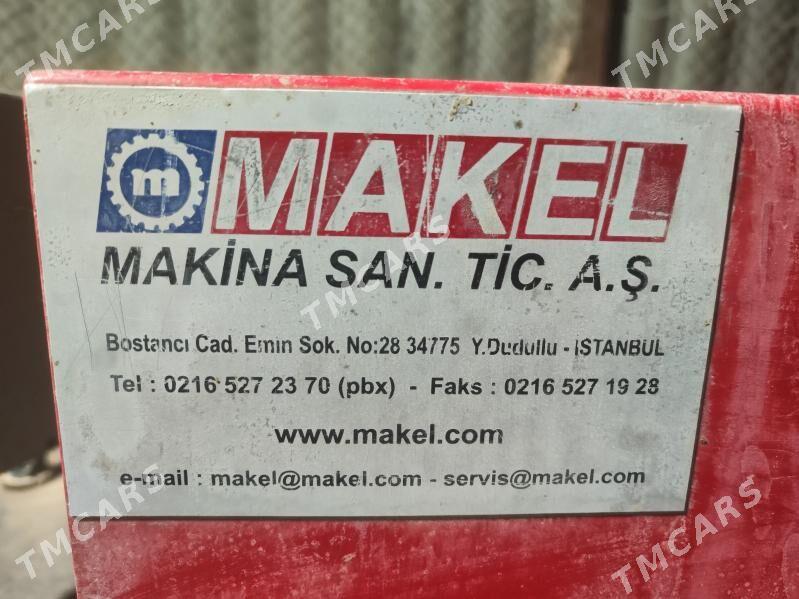 m MAKEL
MAKİNA SAN. TİC. A.Ş.
Bostancı Cad. Emin Sok. No:28 34775 Y.Dudullu - İSTANBUL
Tel : 0216 527 23 70 (pbx) - Faks : 0216 527 19 28
www.makel.com
e-mail : makel@makel.com - servis@makel.com
TMCARS
TMCARS
TMCARS
TMCARS
TMCARS
TMCARS